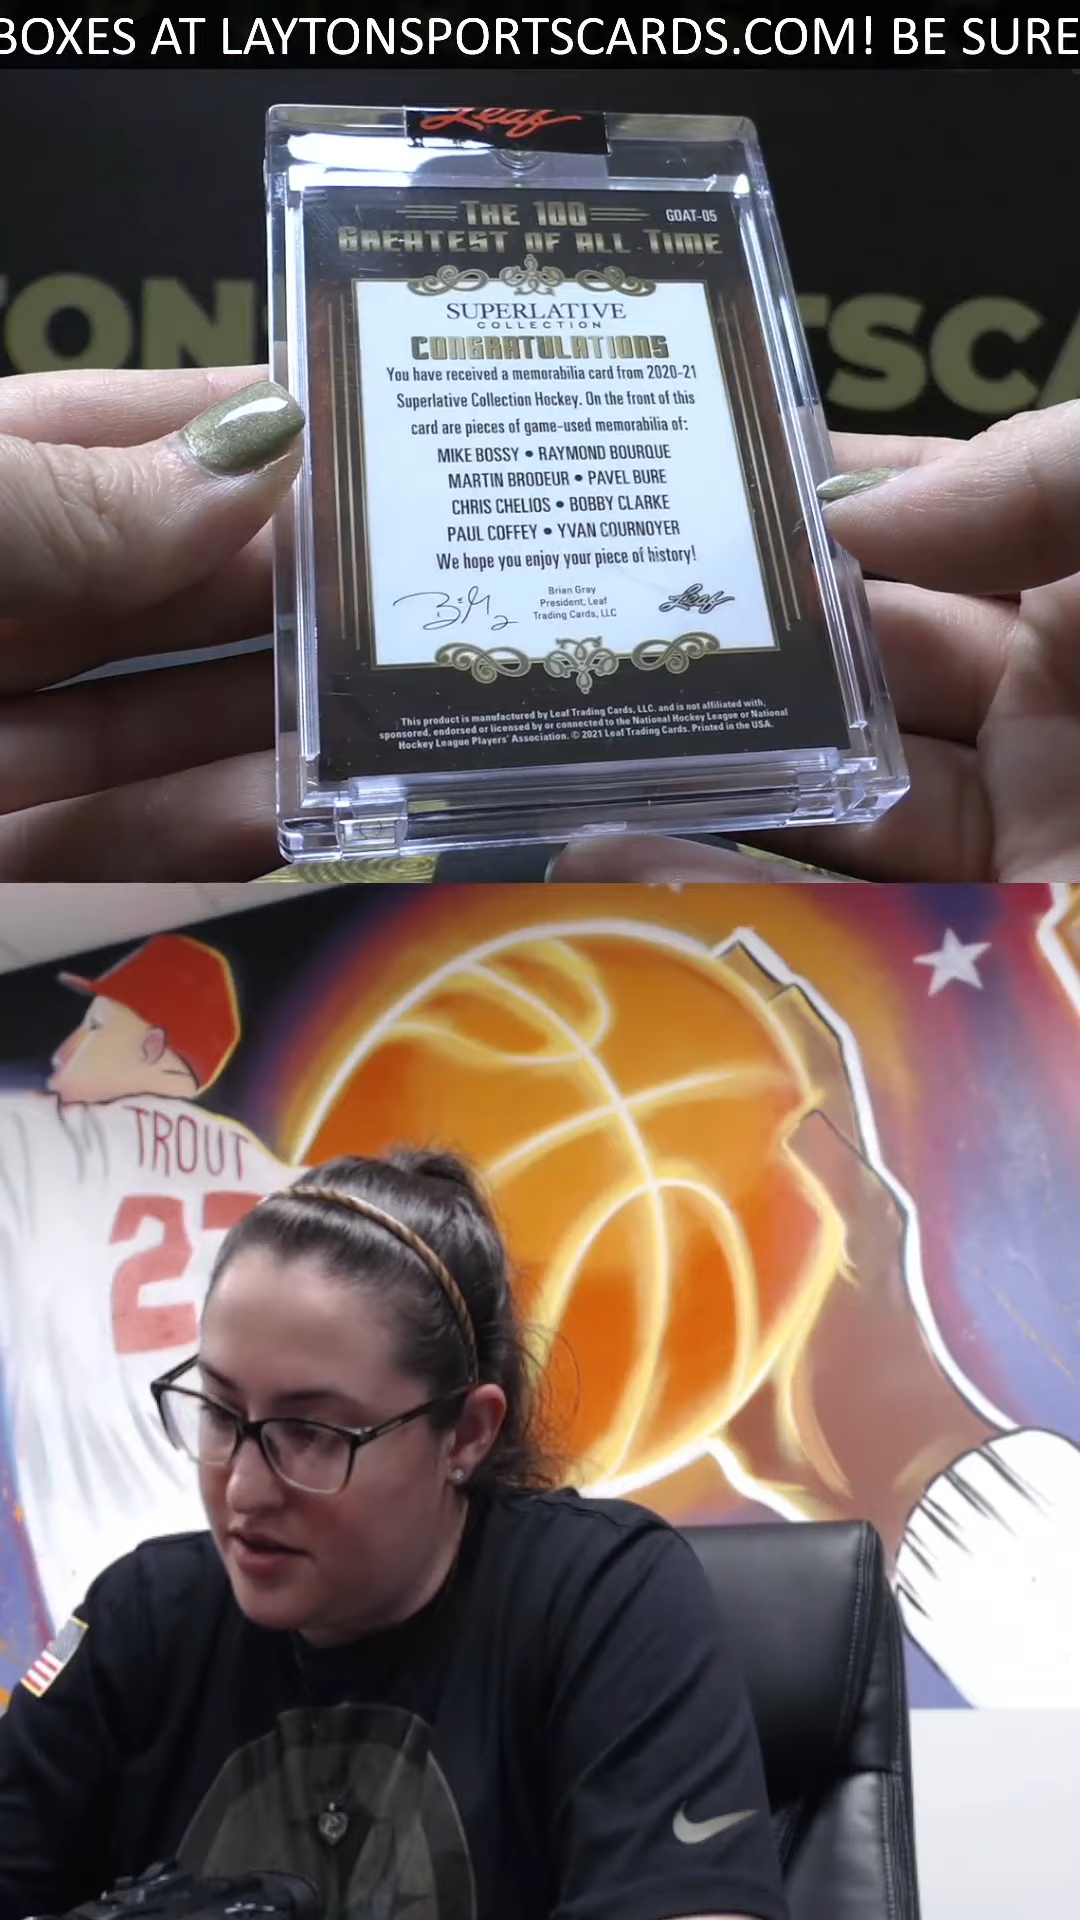 BOXES AT LAYTONSPORTSCARDS.COM! BE SURE
Leaf
THE 100
GREATEST OF ALL TIME
GOAT-05
SUPERLATIVE
COLLECTION
CONGRATULATIONS
You have received a memorabilia card from 2020-21
Superlative Collection Hockey. On the front of this
card are pieces of game-used memorabilia of:
MIKE BOSSY • RAYMOND BOURQUE
MARTIN BRODEUR • PAVEL BURE
CHRIS CHELIOS • BOBBY CLARKE
PAUL COFFEY • YVAN COURNOYER
We hope you enjoy your piece of history!
Brian Gray
President, Leaf
Trading Cards, LLC
Leaf
This product is manufactured by Leaf Trading Cards, LLC. and is not affiliated with,
sponsored, endorsed or licensed by or connected to the National Hockey League or National
Hockey League Players' Association. © 2021 Leaf Trading Cards. Printed in the USA.
TON
TSCA
TROUT
27